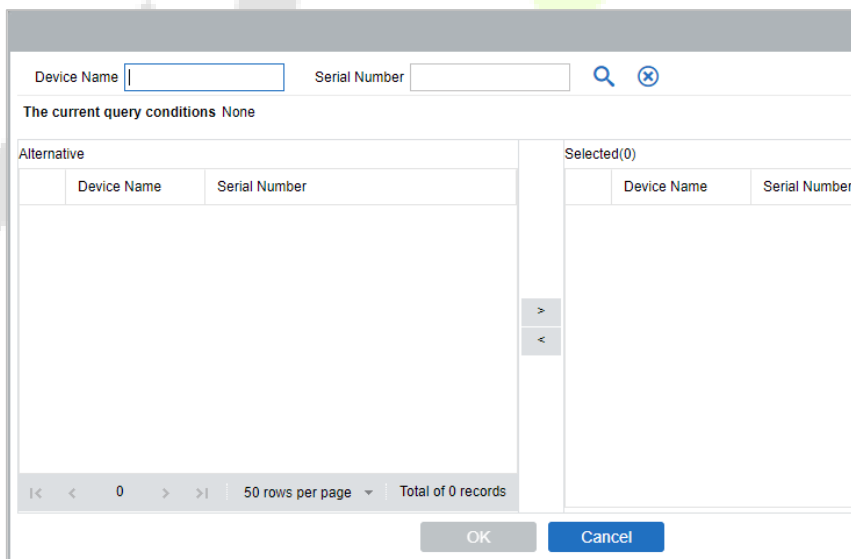 Device Name Serial Number
The current query conditions None
Alternative Selected(0)
Device Name Serial Number Device Name Serial Number
>
<
0 50 rows per page Total of 0 records
OK Cancel